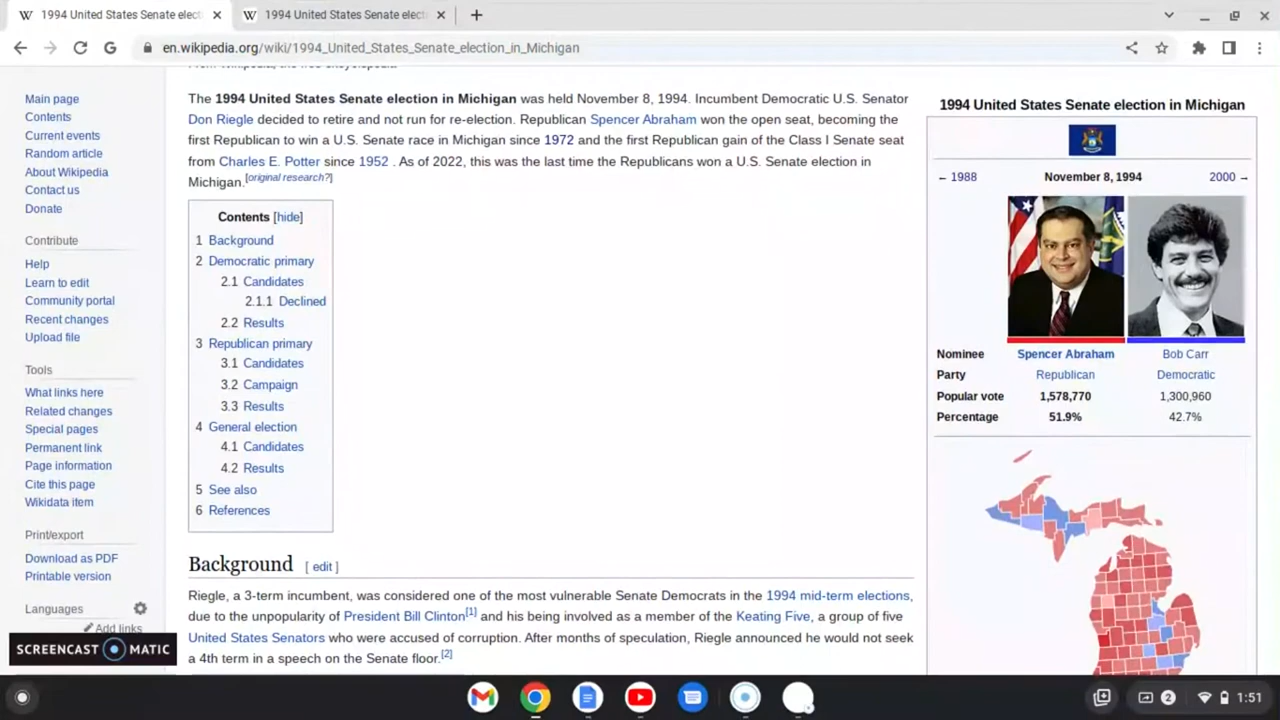 1994 United States Senate elect
1994 United States Senate elect
en.wikipedia.org/wiki/1994_United_States_Senate_election_in_Michigan
From Wikipedia, the free encyclopedia
Main page
Contents
Current events
Random article
About Wikipedia
Contact us
Donate
Contribute
Help
Learn to edit
Community portal
Recent changes
Upload file
Tools
What links here
Related changes
Special pages
Permanent link
Page information
Cite this page
Wikidata item
Print/export
Download as PDF
Printable version
Languages
Add links
The 1994 United States Senate election in Michigan was held November 8, 1994. Incumbent Democratic U.S. Senator
Don Riegle decided to retire and not run for re-election. Republican Spencer Abraham won the open seat, becoming the
first Republican to win a U.S. Senate race in Michigan since 1972 and the first Republican gain of the Class I Senate seat
from Charles E. Potter since 1952 . As of 2022, this was the last time the Republicans won a U.S. Senate election in
Michigan.[original research?]
Contents [hide]
1 Background
2 Democratic primary
2.1 Candidates
2.1.1 Declined
2.2 Results
3 Republican primary
3.1 Candidates
3.2 Campaign
3.3 Results
4 General election
4.1 Candidates
4.2 Results
5 See also
6 References
Background [ edit ]
Riegle, a 3-term incumbent, was considered one of the most vulnerable Senate Democrats in the 1994 mid-term elections,
due to the unpopularity of President Bill Clinton[1] and his being involved as a member of the Keating Five, a group of five
United States Senators who were accused of corruption. After months of speculation, Riegle announced he would not seek
a 4th term in a speech on the Senate floor.[2]
1994 United States Senate election in Michigan
← 1988 November 8, 1994 2000 →
Nominee Spencer Abraham Bob Carr
Party Republican Democratic
Popular vote 1,578,770 1,300,960
Percentage 51.9% 42.7%
SCREENCAST MATIC
2 1:51